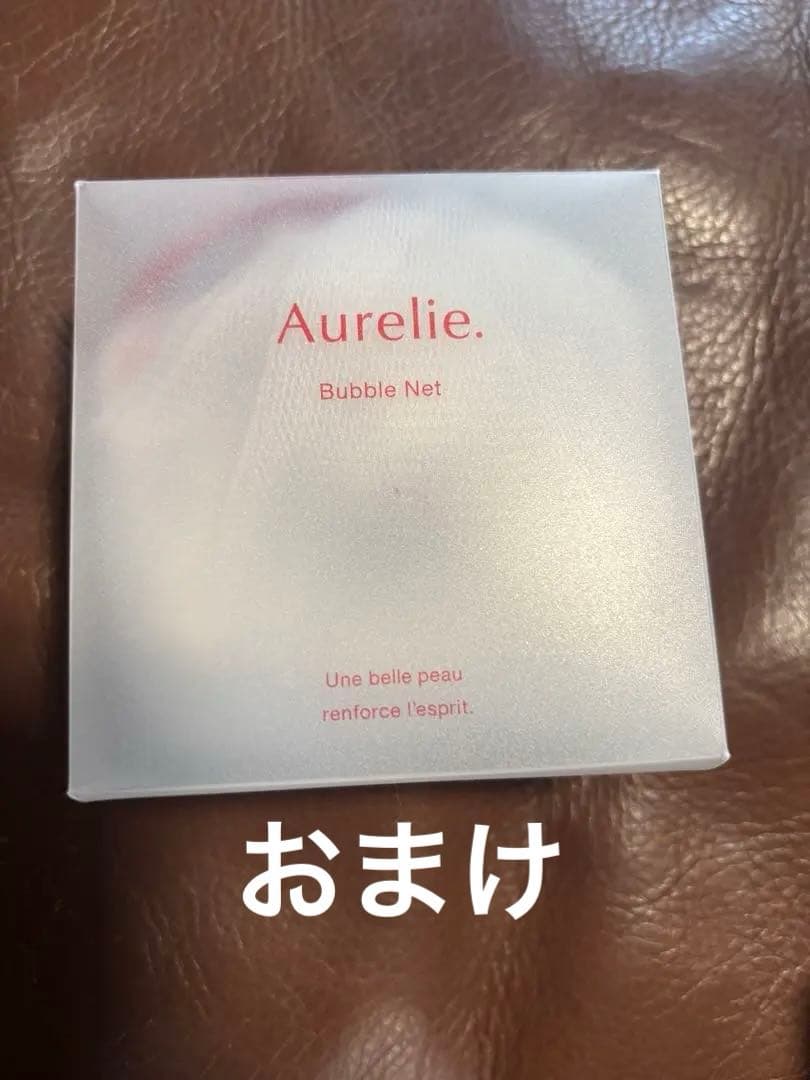 Aurelie.
Bubble Net
Une belle peau
renforce l'esprit.
おまけ